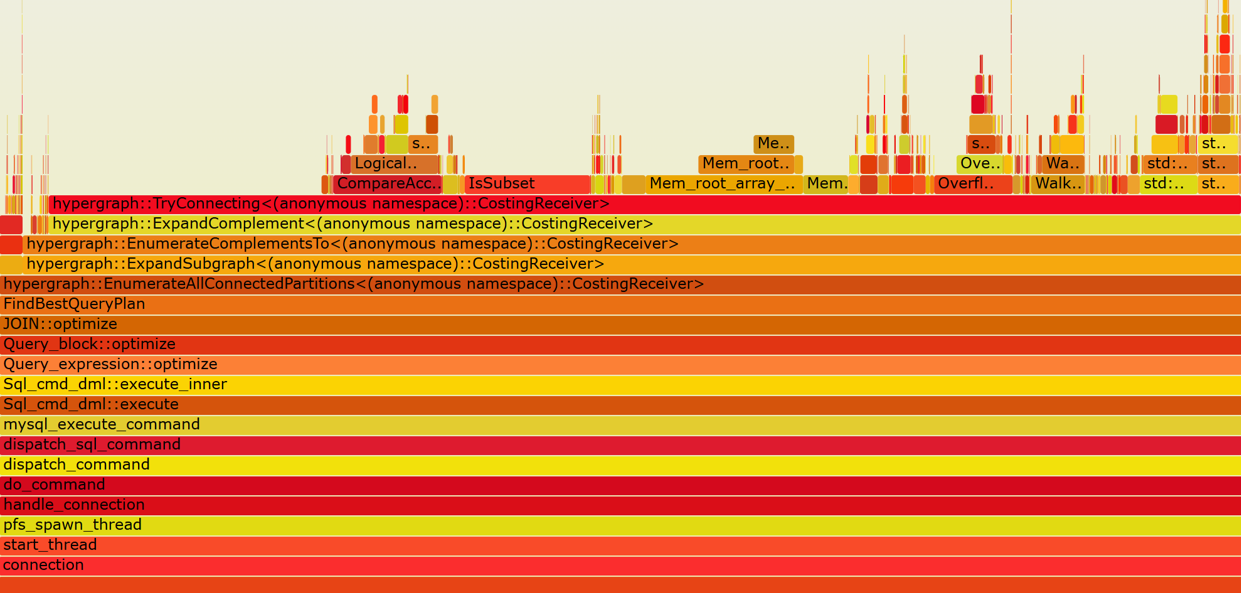 s..
Me..
s..
st..
Logical..
Mem_root..
Ove..
Wa..
std:..
st..
CompareAcc..
IsSubset
Mem_root_array_..
Mem.
Overfl..
Walk..
std:..
st..
hypergraph::TryConnecting<(anonymous namespace)::CostingReceiver>
hypergraph::ExpandComplement<(anonymous namespace)::CostingReceiver>
hypergraph::EnumerateComplementsTo<(anonymous namespace)::CostingReceiver>
hypergraph::ExpandSubgraph<(anonymous namespace)::CostingReceiver>
hypergraph::EnumerateAllConnectedPartitions<(anonymous namespace)::CostingReceiver>
FindBestQueryPlan
JOIN::optimize
Query_block::optimize
Query_expression::optimize
Sql_cmd_dml::execute_inner
Sql_cmd_dml::execute
mysql_execute_command
dispatch_sql_command
dispatch_command
do_command
handle_connection
pfs_spawn_thread
start_thread
connection